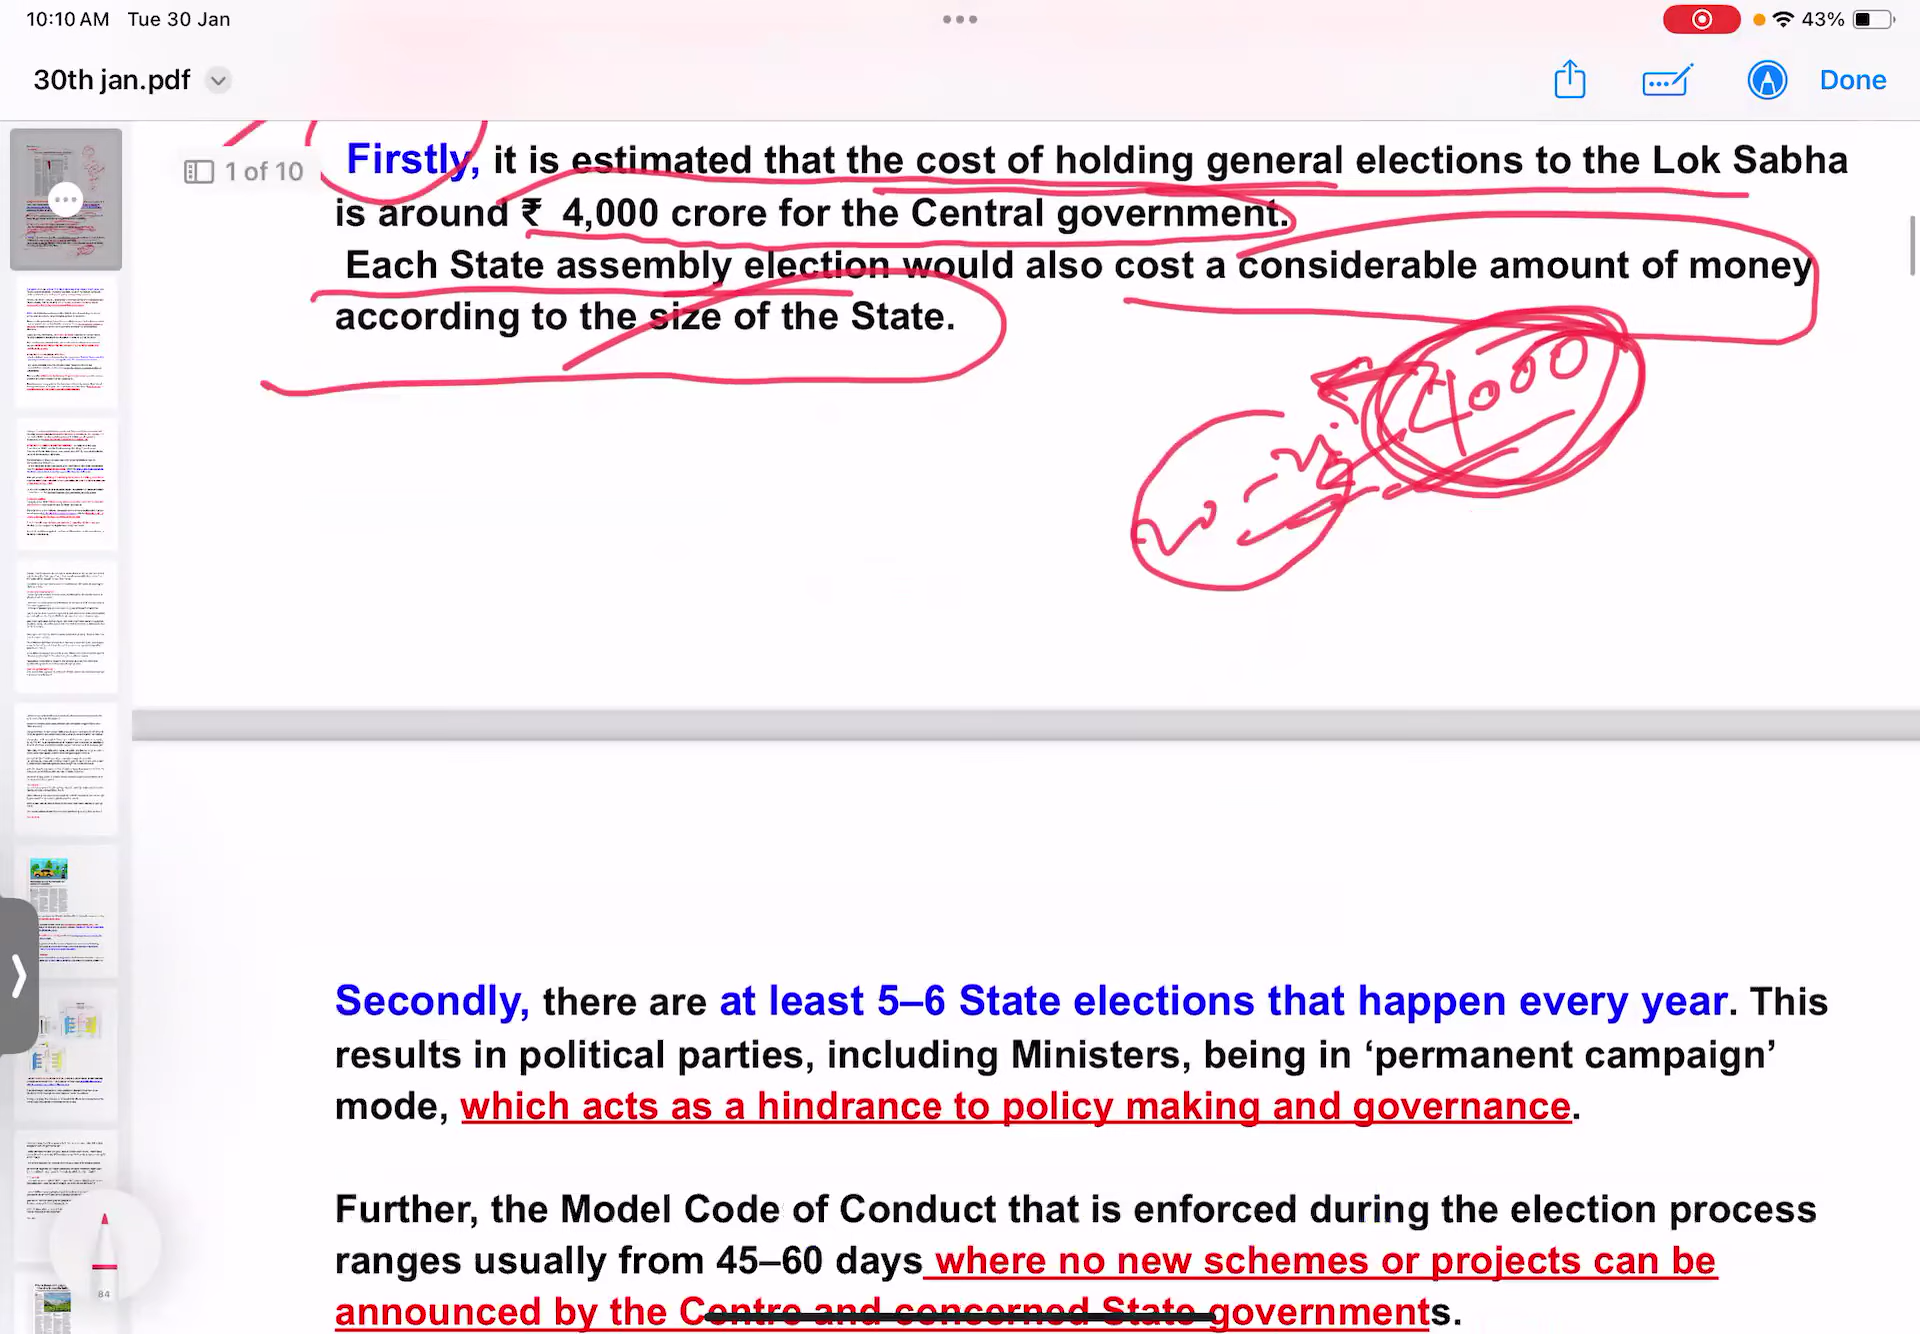 10:10 AM Tue 30 Jan
43%
30th jan.pdf
Done
1 of 10
Firstly, it is estimated that the cost of holding general elections to the Lok Sabha
is around ₹ 4,000 crore for the Central government.
Each State assembly election would also cost a considerable amount of money
according to the size of the State.
4000
Secondly, there are at least 5–6 State elections that happen every year. This
results in political parties, including Ministers, being in ‘permanent campaign’
mode, which acts as a hindrance to policy making and governance.
Further, the Model Code of Conduct that is enforced during the election process
ranges usually from 45–60 days where no new schemes or projects can be
announced by the Centre and concerned State governments.
84